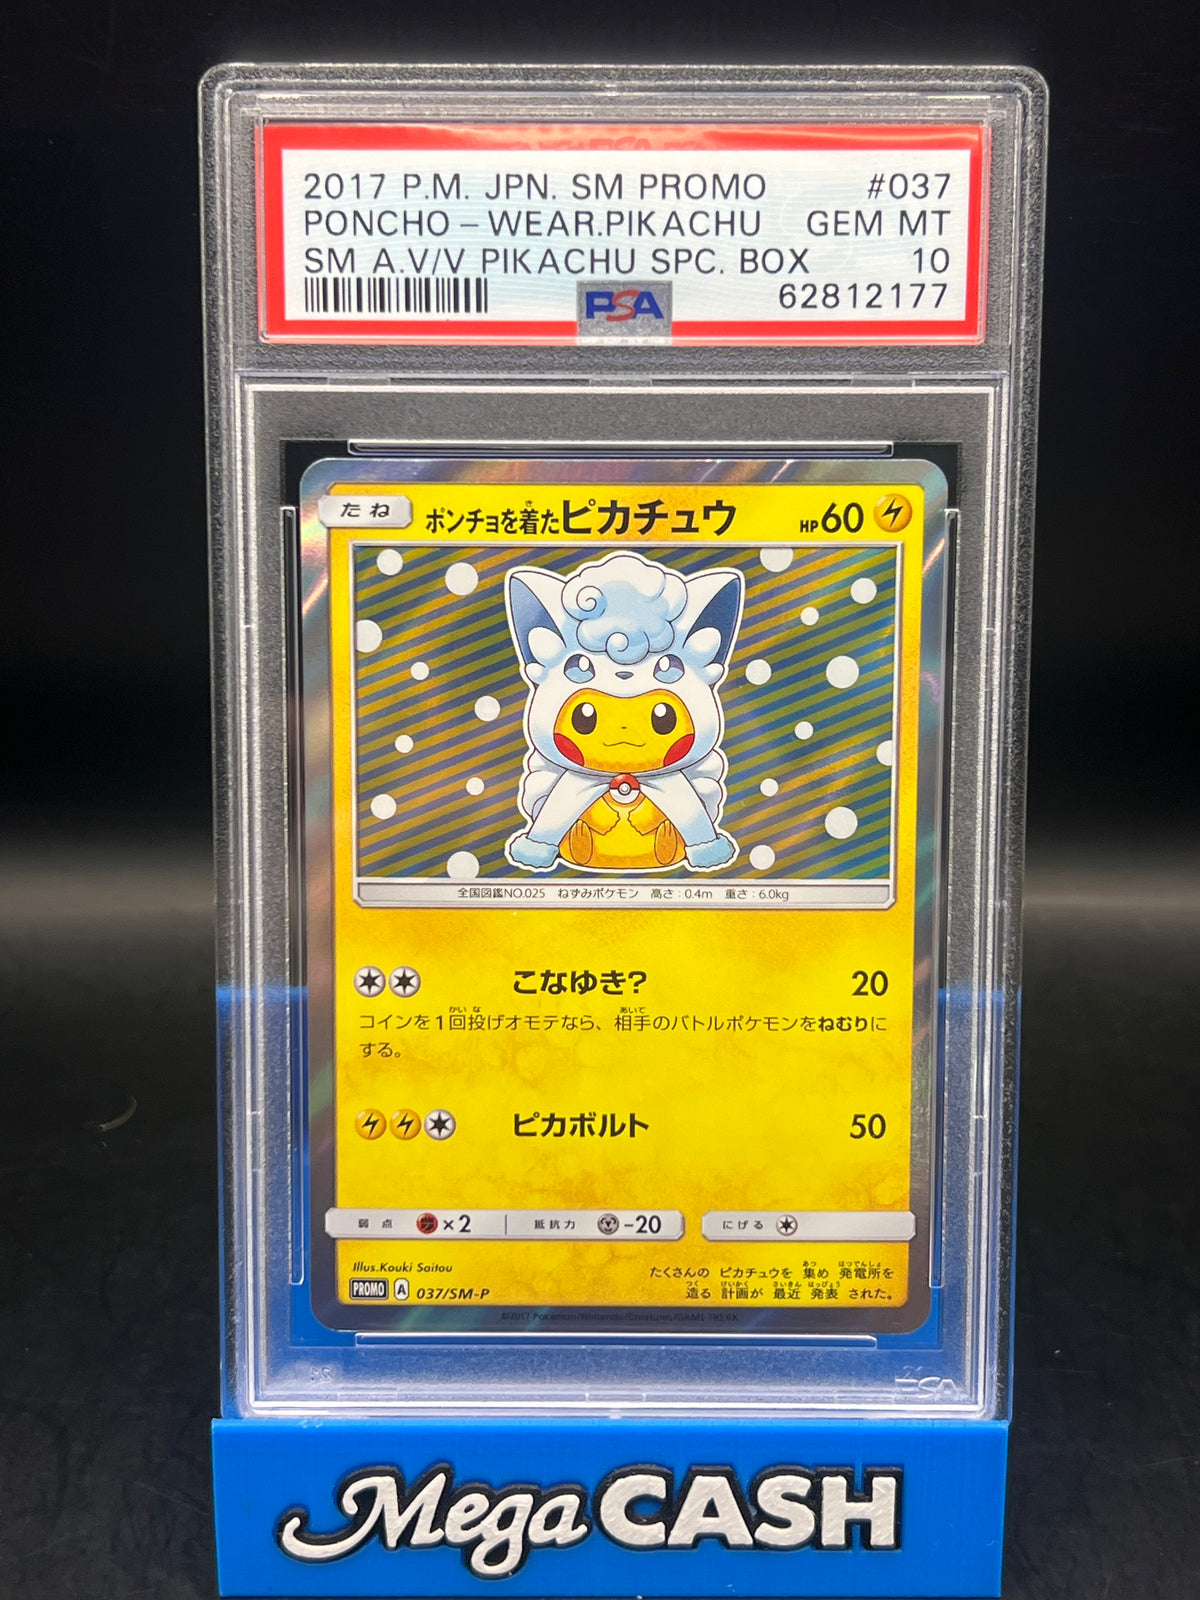 2017 P.M. JPN. SM PROMO #037
PONCHO-WEAR.PIKACHU GEM MT
SM A.V/V PIKACHU SPC. BOX 10
PSA 62812177
たね ポンチョを着たピカチュウ HP60
全国図鑑NO.025 ねずみポケモン 高さ:0.4m 重さ:6.0kg
こなゆき? 20
コインを1回投げオモテなら、相手のバトルポケモンをねむりに
する。
ピカボルト 50
弱点 ×2 抵抗力 -20 にげる
Illus.Kouki Saitou
たくさんの ピカチュウを 集め 発電所を
造る 計画が 最近 発表 された。
PROMO A 037/SM-P
©2017 Pokémon/Nintendo/Creatures/GAME FREAK
PSA
Mega CASH